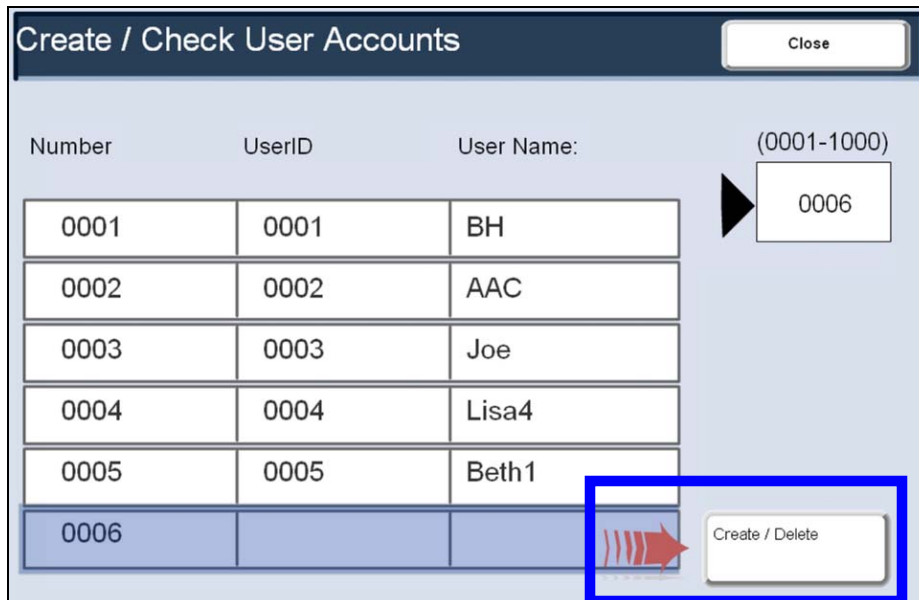 Create / Check User Accounts Close
Number UserID User Name: (0001-1000)
0006
0001 0001 BH
0002 0002 AAC
0003 0003 Joe
0004 0004 Lisa4
0005 0005 Beth1
0006 Create / Delete